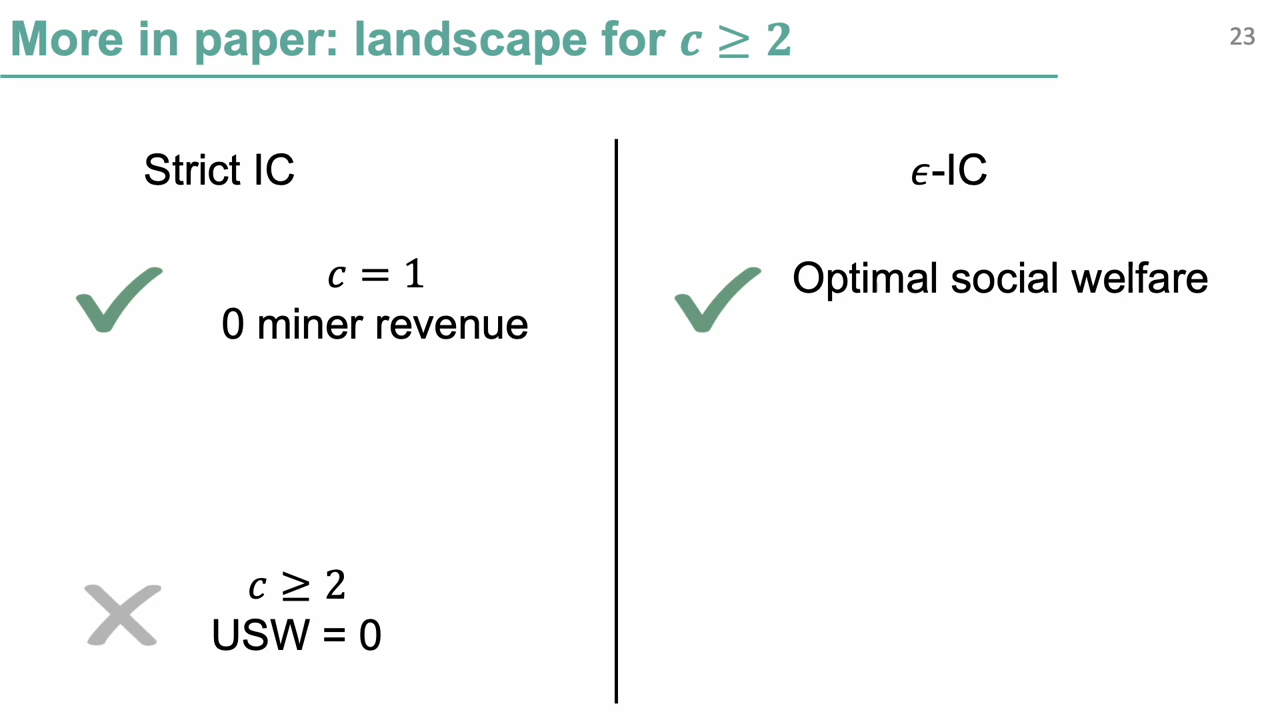 More in paper: landscape for c ≥ 2
23
Strict IC
c = 1
0 miner revenue
c ≥ 2
USW = 0
ϵ-IC
Optimal social welfare